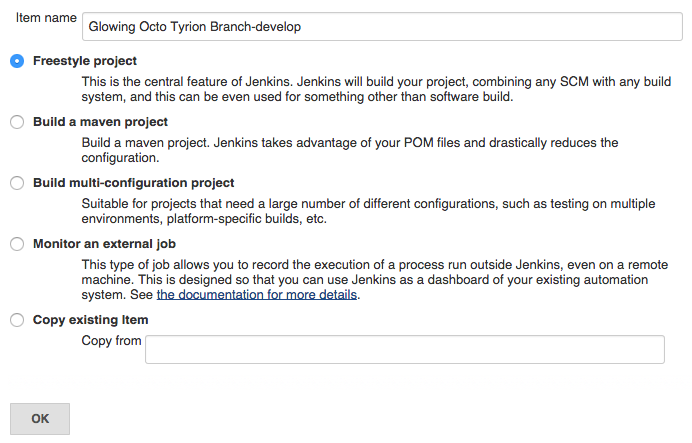 Item name Glowing Octo Tyrion Branch-develop
Freestyle project
This is the central feature of Jenkins. Jenkins will build your project, combining any SCM with any build
system, and this can be even used for something other than software build.
Build a maven project
Build a maven project. Jenkins takes advantage of your POM files and drastically reduces the
configuration.
Build multi-configuration project
Suitable for projects that need a large number of different configurations, such as testing on multiple
environments, platform-specific builds, etc.
Monitor an external job
This type of job allows you to record the execution of a process run outside Jenkins, even on a remote
machine. This is designed so that you can use Jenkins as a dashboard of your existing automation
system. See the documentation for more details.
Copy existing Item
Copy from
OK